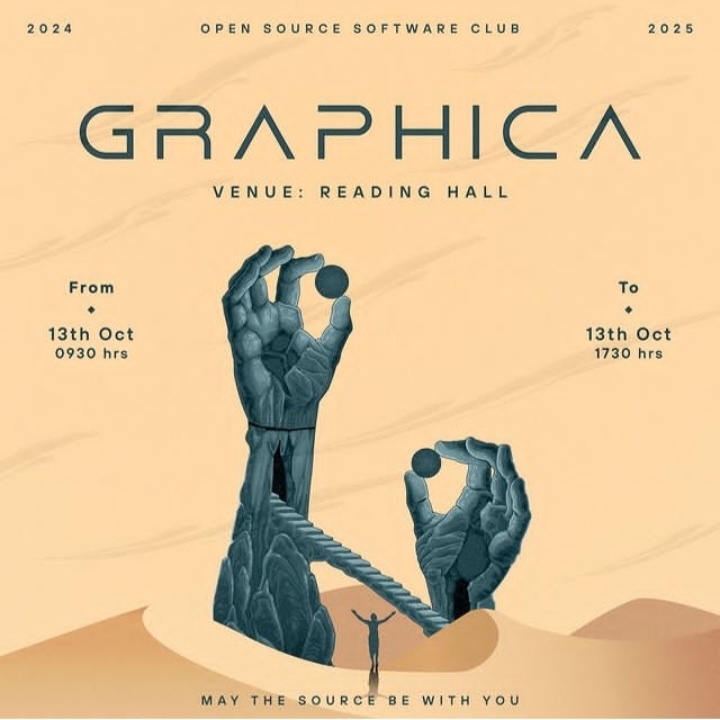 2024
OPEN SOURCE SOFTWARE CLUB
2025
GRAPHICA
VENUE: READING HALL
From
13th Oct
0930 hrs
To
13th Oct
1730 hrs
MAY THE SOURCE BE WITH YOU